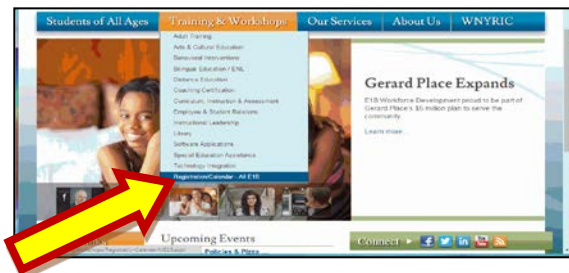 Students of All Ages Training & Workshops Our Services About Us WNYRIC
Adult Training
Arts & Cultural Education
Behavioral Interventions
Bilingual Education / ENL
Distance Education
Coaching Certification
Curriculum, Instruction & Assessment
Employee & Student Relations
Instructional Leadership
Library
Software Applications
Special Education Assistance
Technology Integration
Registration/Calendar - All E1B
Gerard Place Expands
E1B Workforce Development proud to be part of
Gerard Place's $5 million plan to serve the
community.
Learn more
Upcoming Events
Policies & Plans
Connect